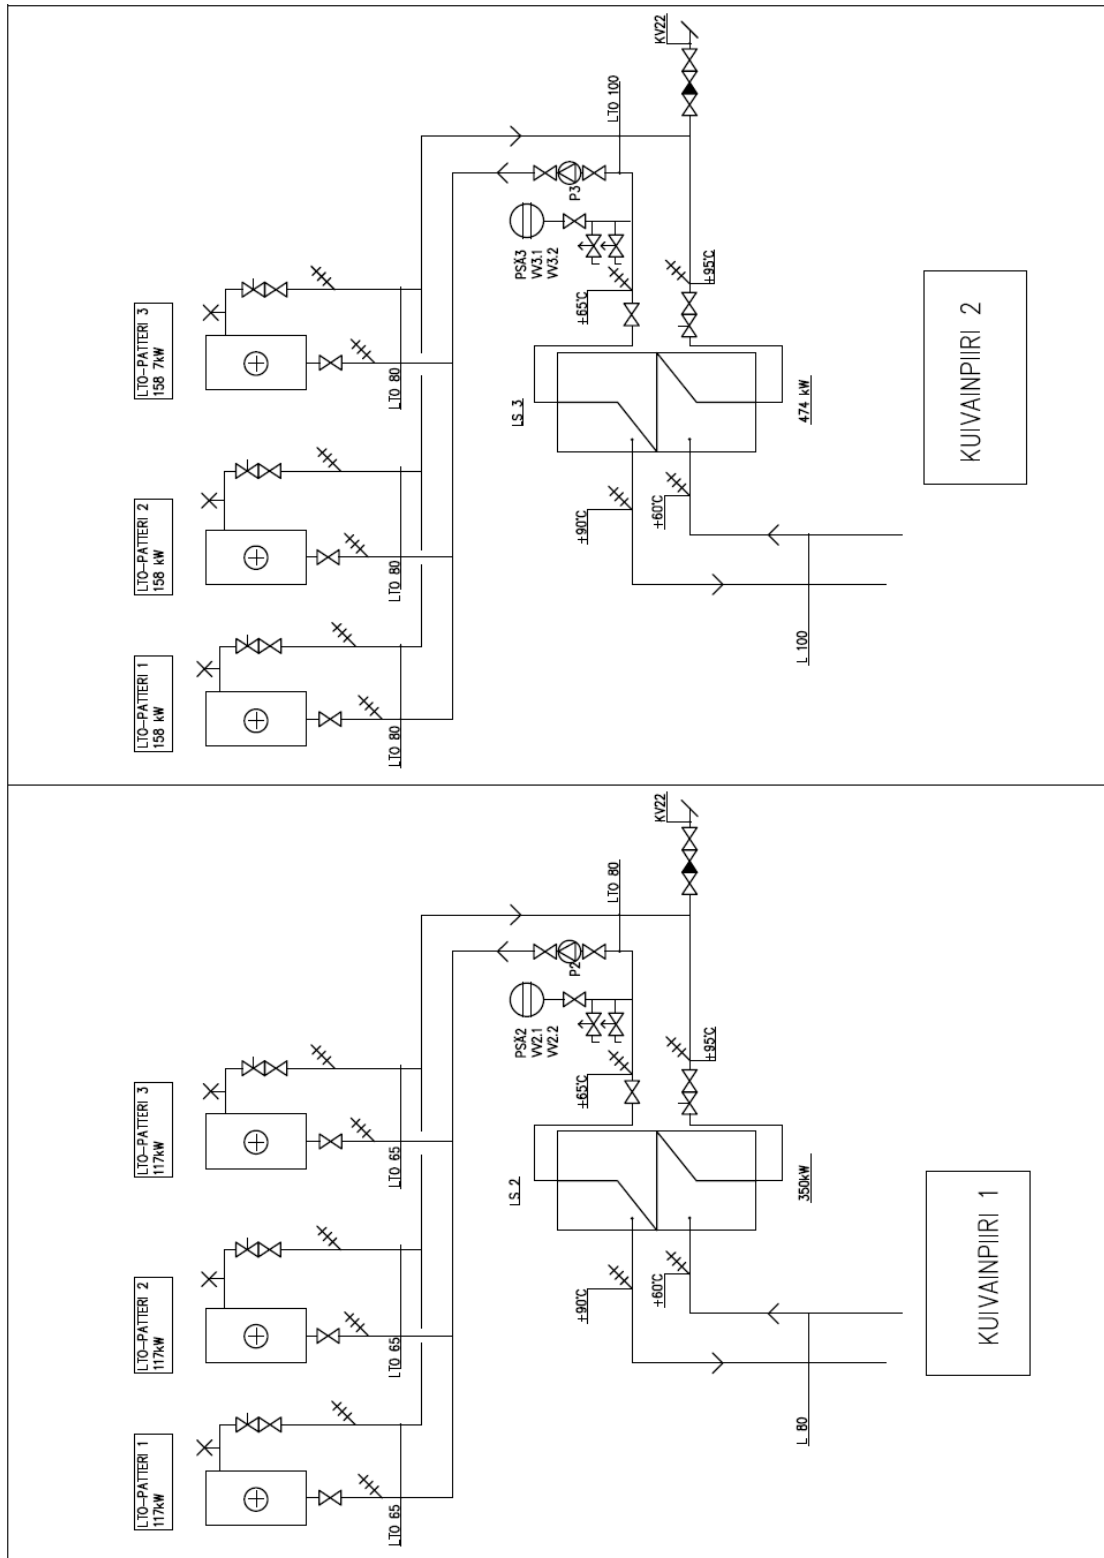 KUIVAINPIIRI 1
LTO-PATTERI 1
117kW
LTO-PATTERI 2
117kW
LTO-PATTERI 3
117kW
LTO 65
LTO 65
LTO 65
PSÄ2
VV2.1
VV2.2
P2
LTO 80
KV22
LS 2
+65°C
+95°C
+90°C
+60°C
350kW
L 80
KUIVAINPIIRI 2
LTO-PATTERI 1
158 kW
LTO-PATTERI 2
158 kW
LTO-PATTERI 3
158 7kW
LTO 80
LTO 80
LTO 80
PSÄ3
VV3.1
VV3.2
P3
LTO 100
KV22
LS 3
+65°C
+95°C
+90°C
+60°C
474 kW
L 100